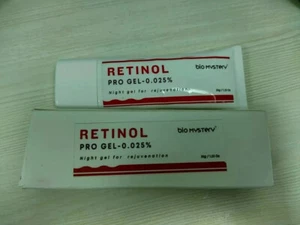 RETINOL
PRO GEL-0.025%
Night gel for rejuvenation
bio MYSTERY
RETINOL
PRO GEL-0.025%
Night gel for rejuvenation
bio MYSTERY